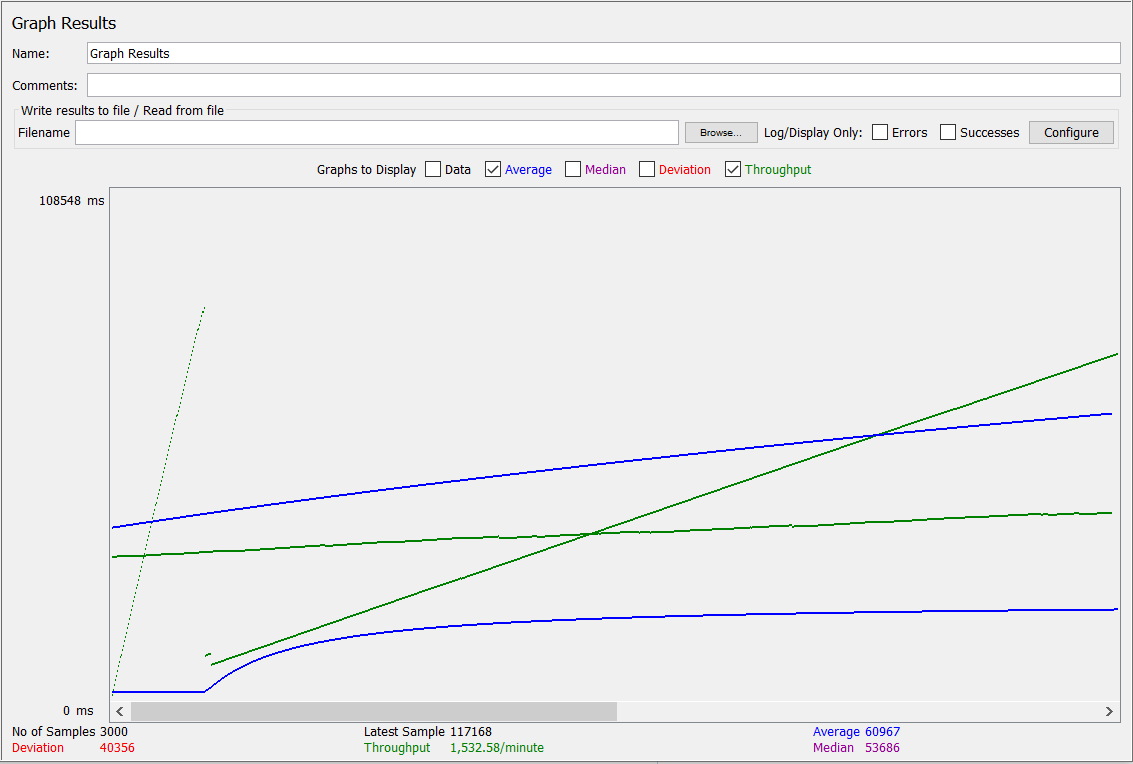 Graph Results
Name: Graph Results
Comments:
Write results to file / Read from file
Filename Browse... Log/Display Only: Errors Successes Configure
Graphs to Display Data Average Median Deviation Throughput
108548 ms
0 ms
No of Samples 3000 Latest Sample 117168 Average 60967
Deviation 40356 Throughput 1,532.58/minute Median 53686